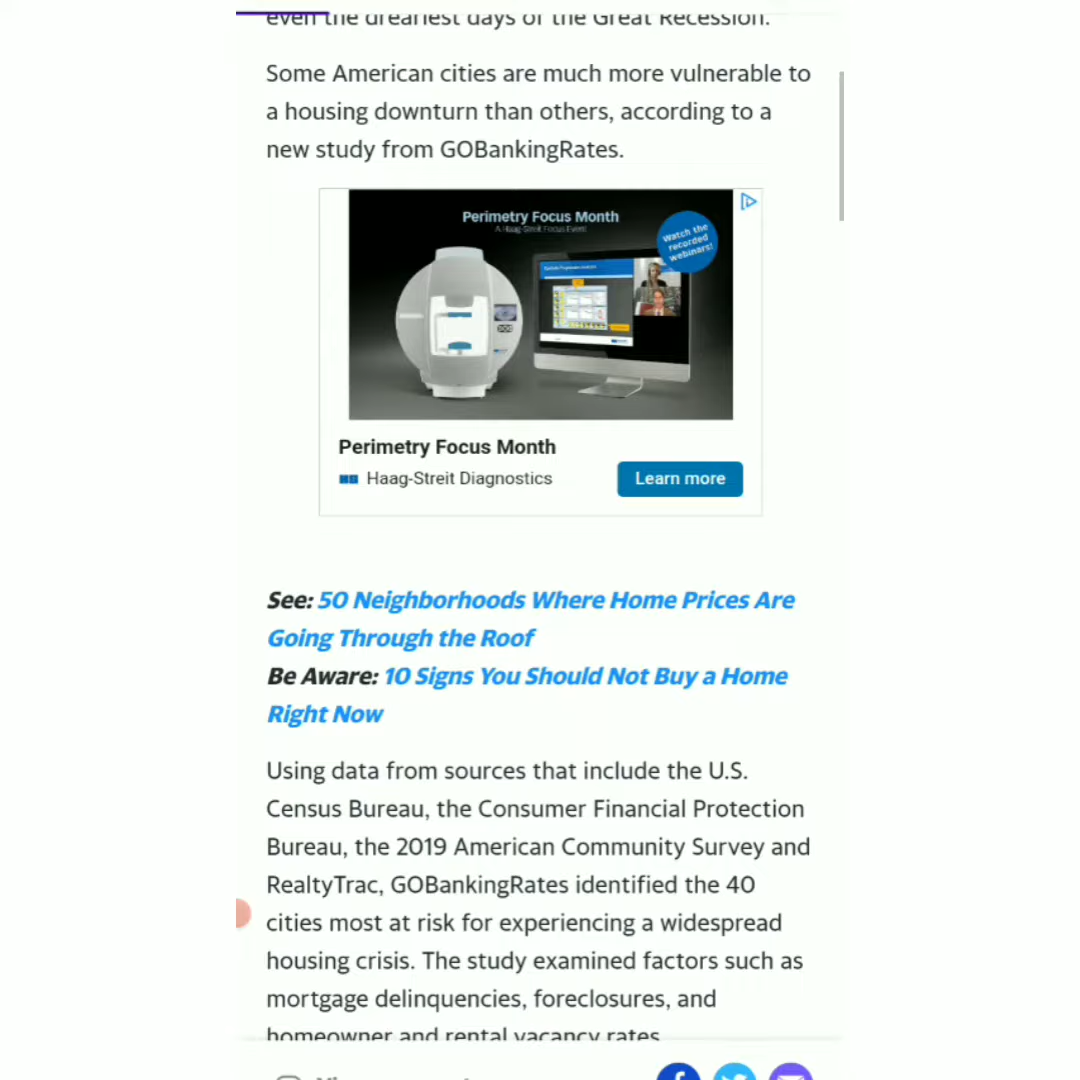 even the dreariest days of the Great Recession.
Some American cities are much more vulnerable to
a housing downturn than others, according to a
new study from GOBankingRates.
Perimetry Focus Month
A Haag-Streit Focus Event
Watch the
recorded
webinars!
Perimetry Focus Month
Haag-Streit Diagnostics
Learn more
See: 50 Neighborhoods Where Home Prices Are
Going Through the Roof
Be Aware: 10 Signs You Should Not Buy a Home
Right Now
Using data from sources that include the U.S.
Census Bureau, the Consumer Financial Protection
Bureau, the 2019 American Community Survey and
RealtyTrac, GOBankingRates identified the 40
cities most at risk for experiencing a widespread
housing crisis. The study examined factors such as
mortgage delinquencies, foreclosures, and
homeowner and rental vacancy rates